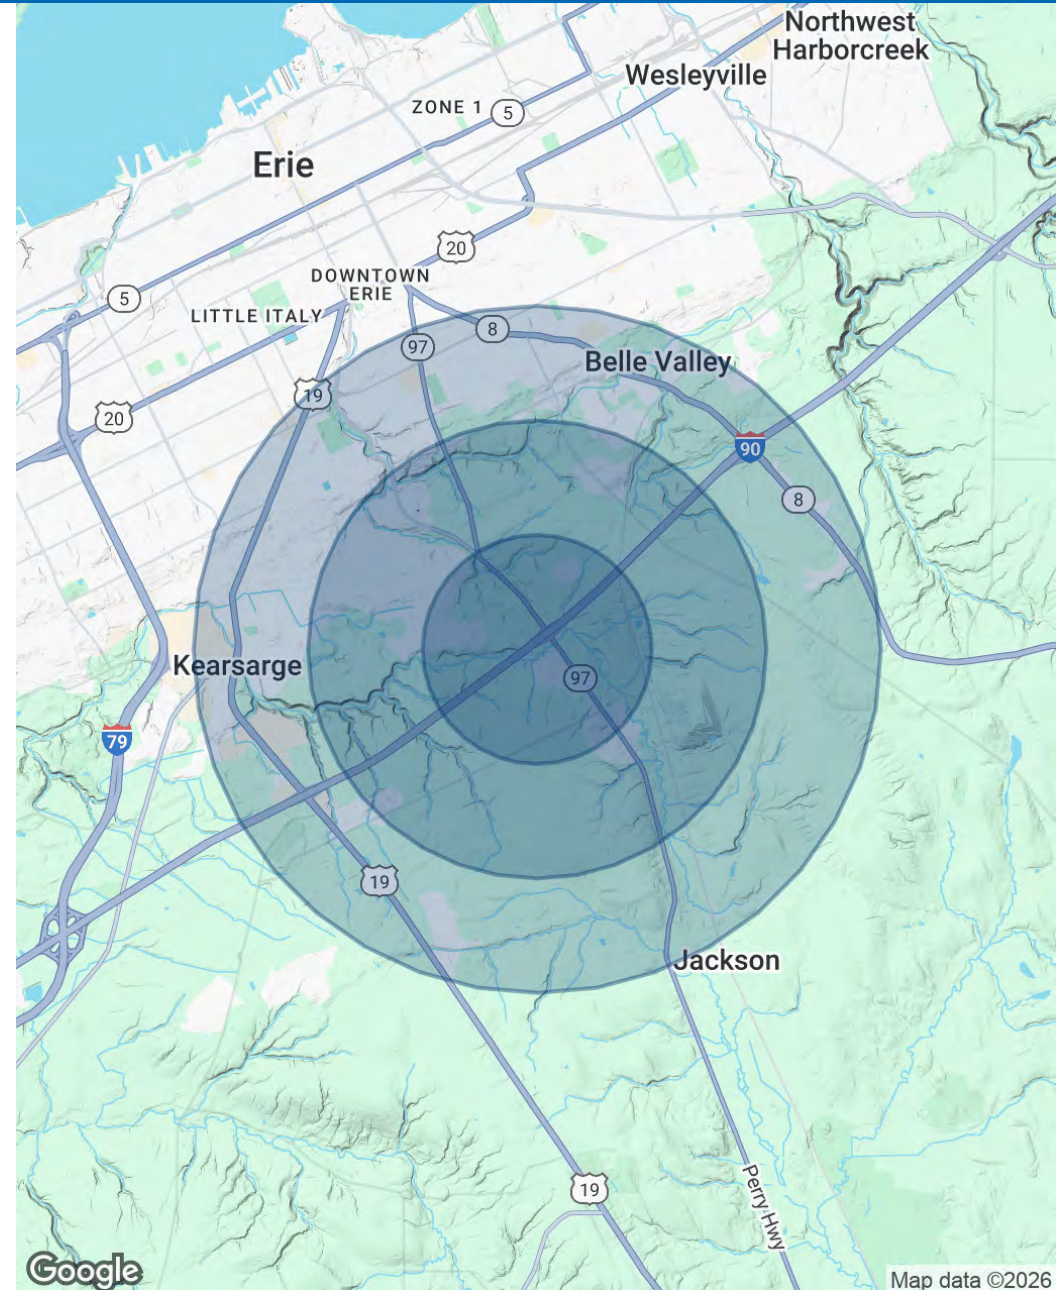 Northwest
Harborcreek
Wesleyville
ZONE 1
5
Erie
20
DOWNTOWN
ERIE
5
LITTLE ITALY
8
97
Belle Valley
19
20
90
8
Kearsarge
97
79
19
Jackson
Perry Hwy
19
Google
Map data ©2026